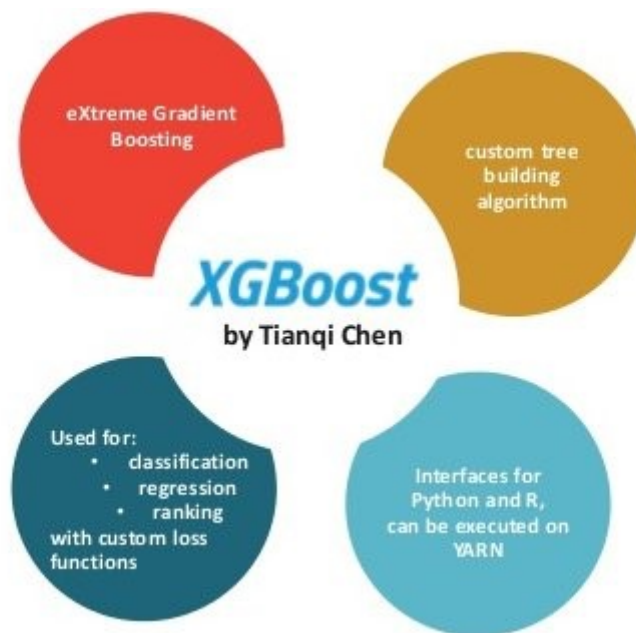 eXtreme Gradient
Boosting
custom tree
building
algorithm
XGBoost
by Tianqi Chen
Used for:
• classification
• regression
• ranking
with custom loss
functions
Interfaces for
Python and R,
can be executed on
YARN